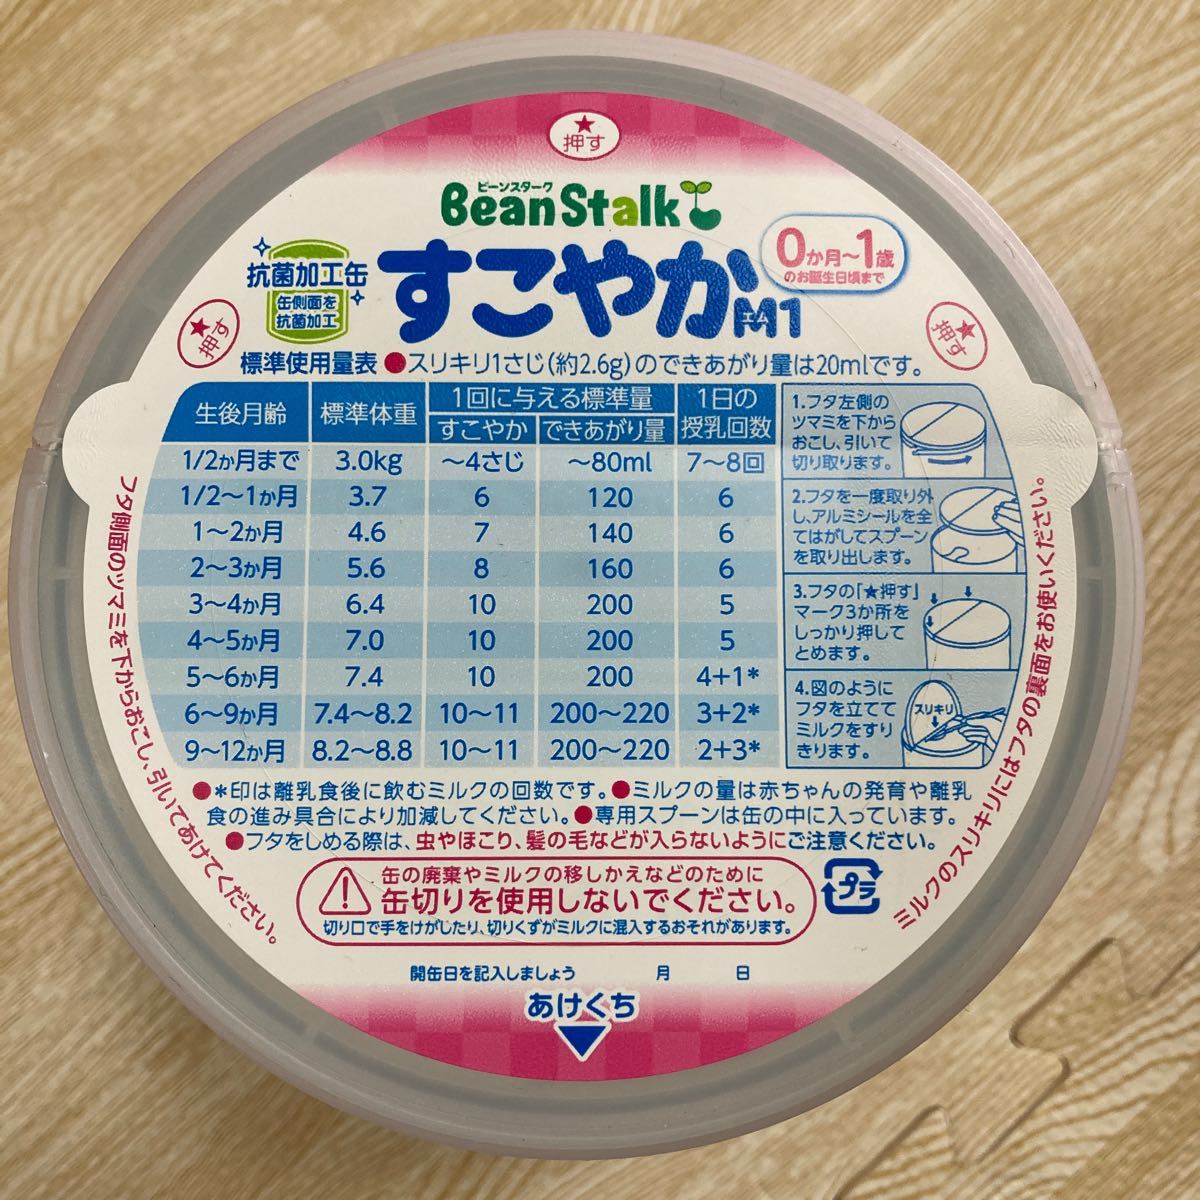 ★
押す
ビーンスターク
BeanStalk
抗菌加工缶
缶側面を
抗菌加工
すこやかM1
エム
0か月～1歳
のお誕生日頃まで
★押す
★押す
標準使用量表 ●スリキリ1さじ(約2.6g)のできあがり量は20mlです。
生後月齢 標準体重 1回に与える標準量 1日の授乳回数
すこやか できあがり量
1/2か月まで 3.0kg ～4さじ ～80ml 7～8回
1/2～1か月 3.7 6 120 6
1～2か月 4.6 7 140 6
2～3か月 5.6 8 160 6
3～4か月 6.4 10 200 5
4～5か月 7.0 10 200 5
5～6か月 7.4 10 200 4+1*
6～9か月 7.4～8.2 10～11 200～220 3+2*
9～12か月 8.2～8.8 10～11 200～220 2+3*
1.フタ左側の
ツマミを下から
おこし、引いて
切り取ります。
2.フタを一度取り外
し、アルミシールを全
てはがしてスプーン
を取り出します。
3.フタの「★押す」
マーク3か所を
しっかり押して
とめます。
4.図のように
フタを立てて
ミルクをすり
きります。
スリキリ
●*印は離乳食後に飲むミルクの回数です。●ミルクの量は赤ちゃんの発育や離乳
食の進み具合により加減してください。●専用スプーンは缶の中に入っています。
●フタをしめる際は、虫やほこり、髪の毛などが入らないようにご注意ください。
缶の廃棄やミルクの移しかえなどのために
缶切りを使用しないでください。
切り口で手をけがしたり、切りくずがミルクに混入するおそれがあります。
プラ
開缶日を記入しましょう 月 日
あけくち
フタ側面のツマミを下からおこし、引いてあけてください。
ミルクのスリキリにはフタの裏面をお使いください。